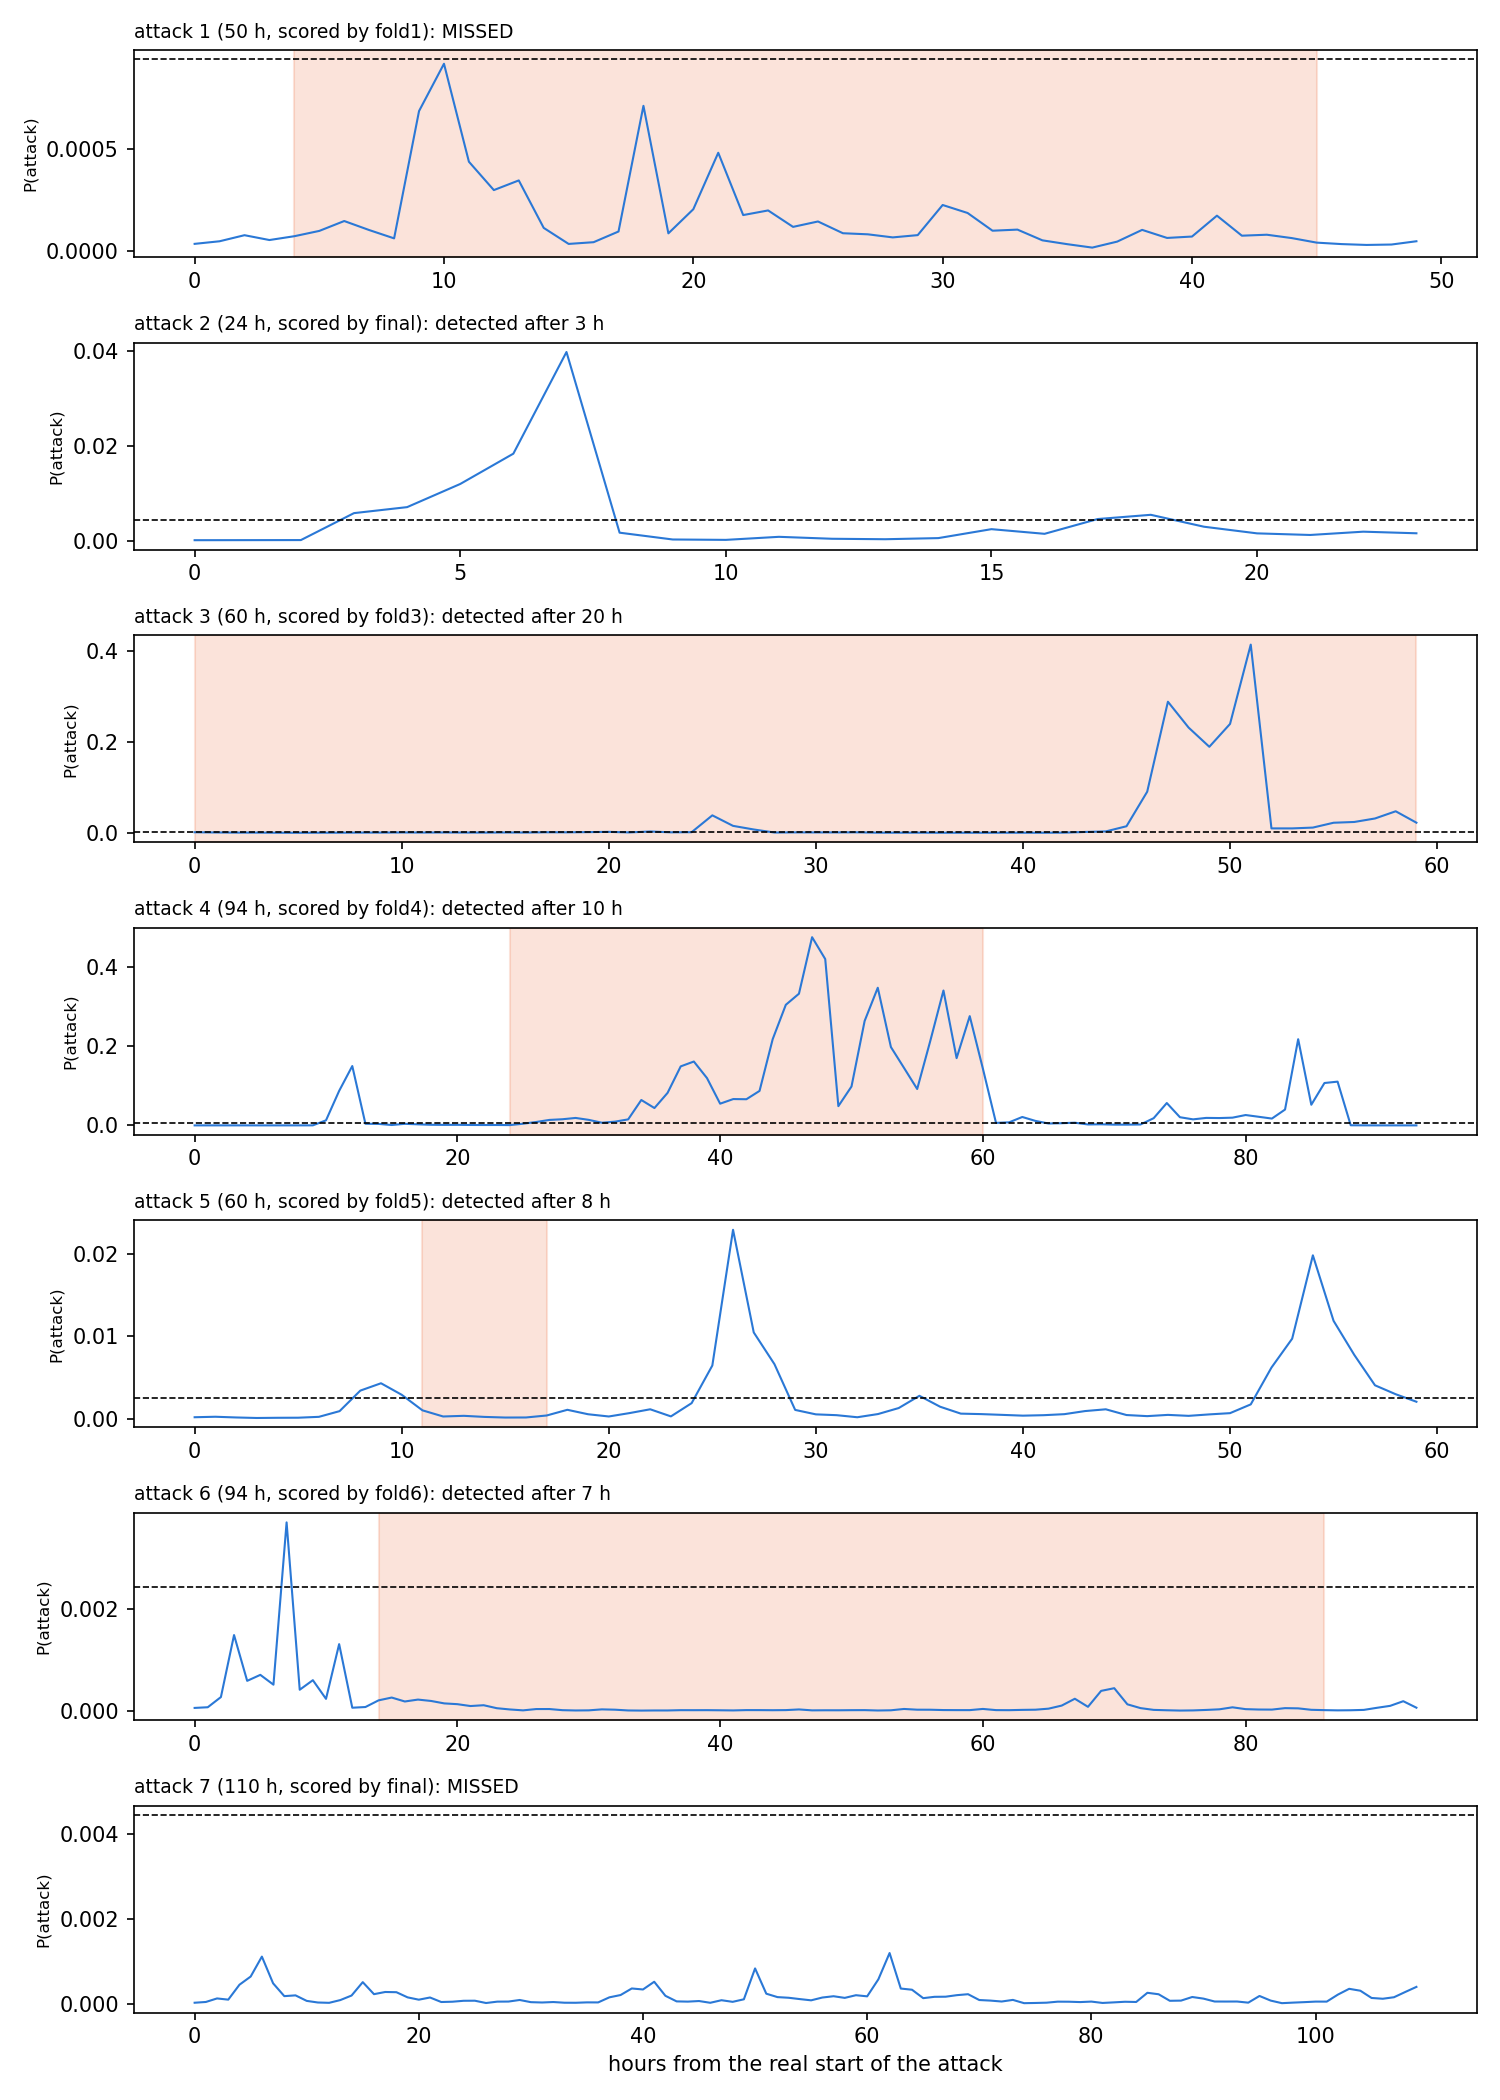 attack 1 (50 h, scored by fold1): MISSED
P(attack)
0.0005
0.0000
0 10 20 30 40 50
attack 2 (24 h, scored by final): detected after 3 h
P(attack)
0.04
0.02
0.00
0 5 10 15 20
attack 3 (60 h, scored by fold3): detected after 20 h
P(attack)
0.4
0.2
0.0
0 10 20 30 40 50 60
attack 4 (94 h, scored by fold4): detected after 10 h
P(attack)
0.4
0.2
0.0
0 20 40 60 80
attack 5 (60 h, scored by fold5): detected after 8 h
P(attack)
0.02
0.01
0.00
0 10 20 30 40 50 60
attack 6 (94 h, scored by fold6): detected after 7 h
P(attack)
0.002
0.000
0 20 40 60 80
attack 7 (110 h, scored by final): MISSED
P(attack)
0.004
0.002
0.000
0 20 40 60 80 100
hours from the real start of the attack